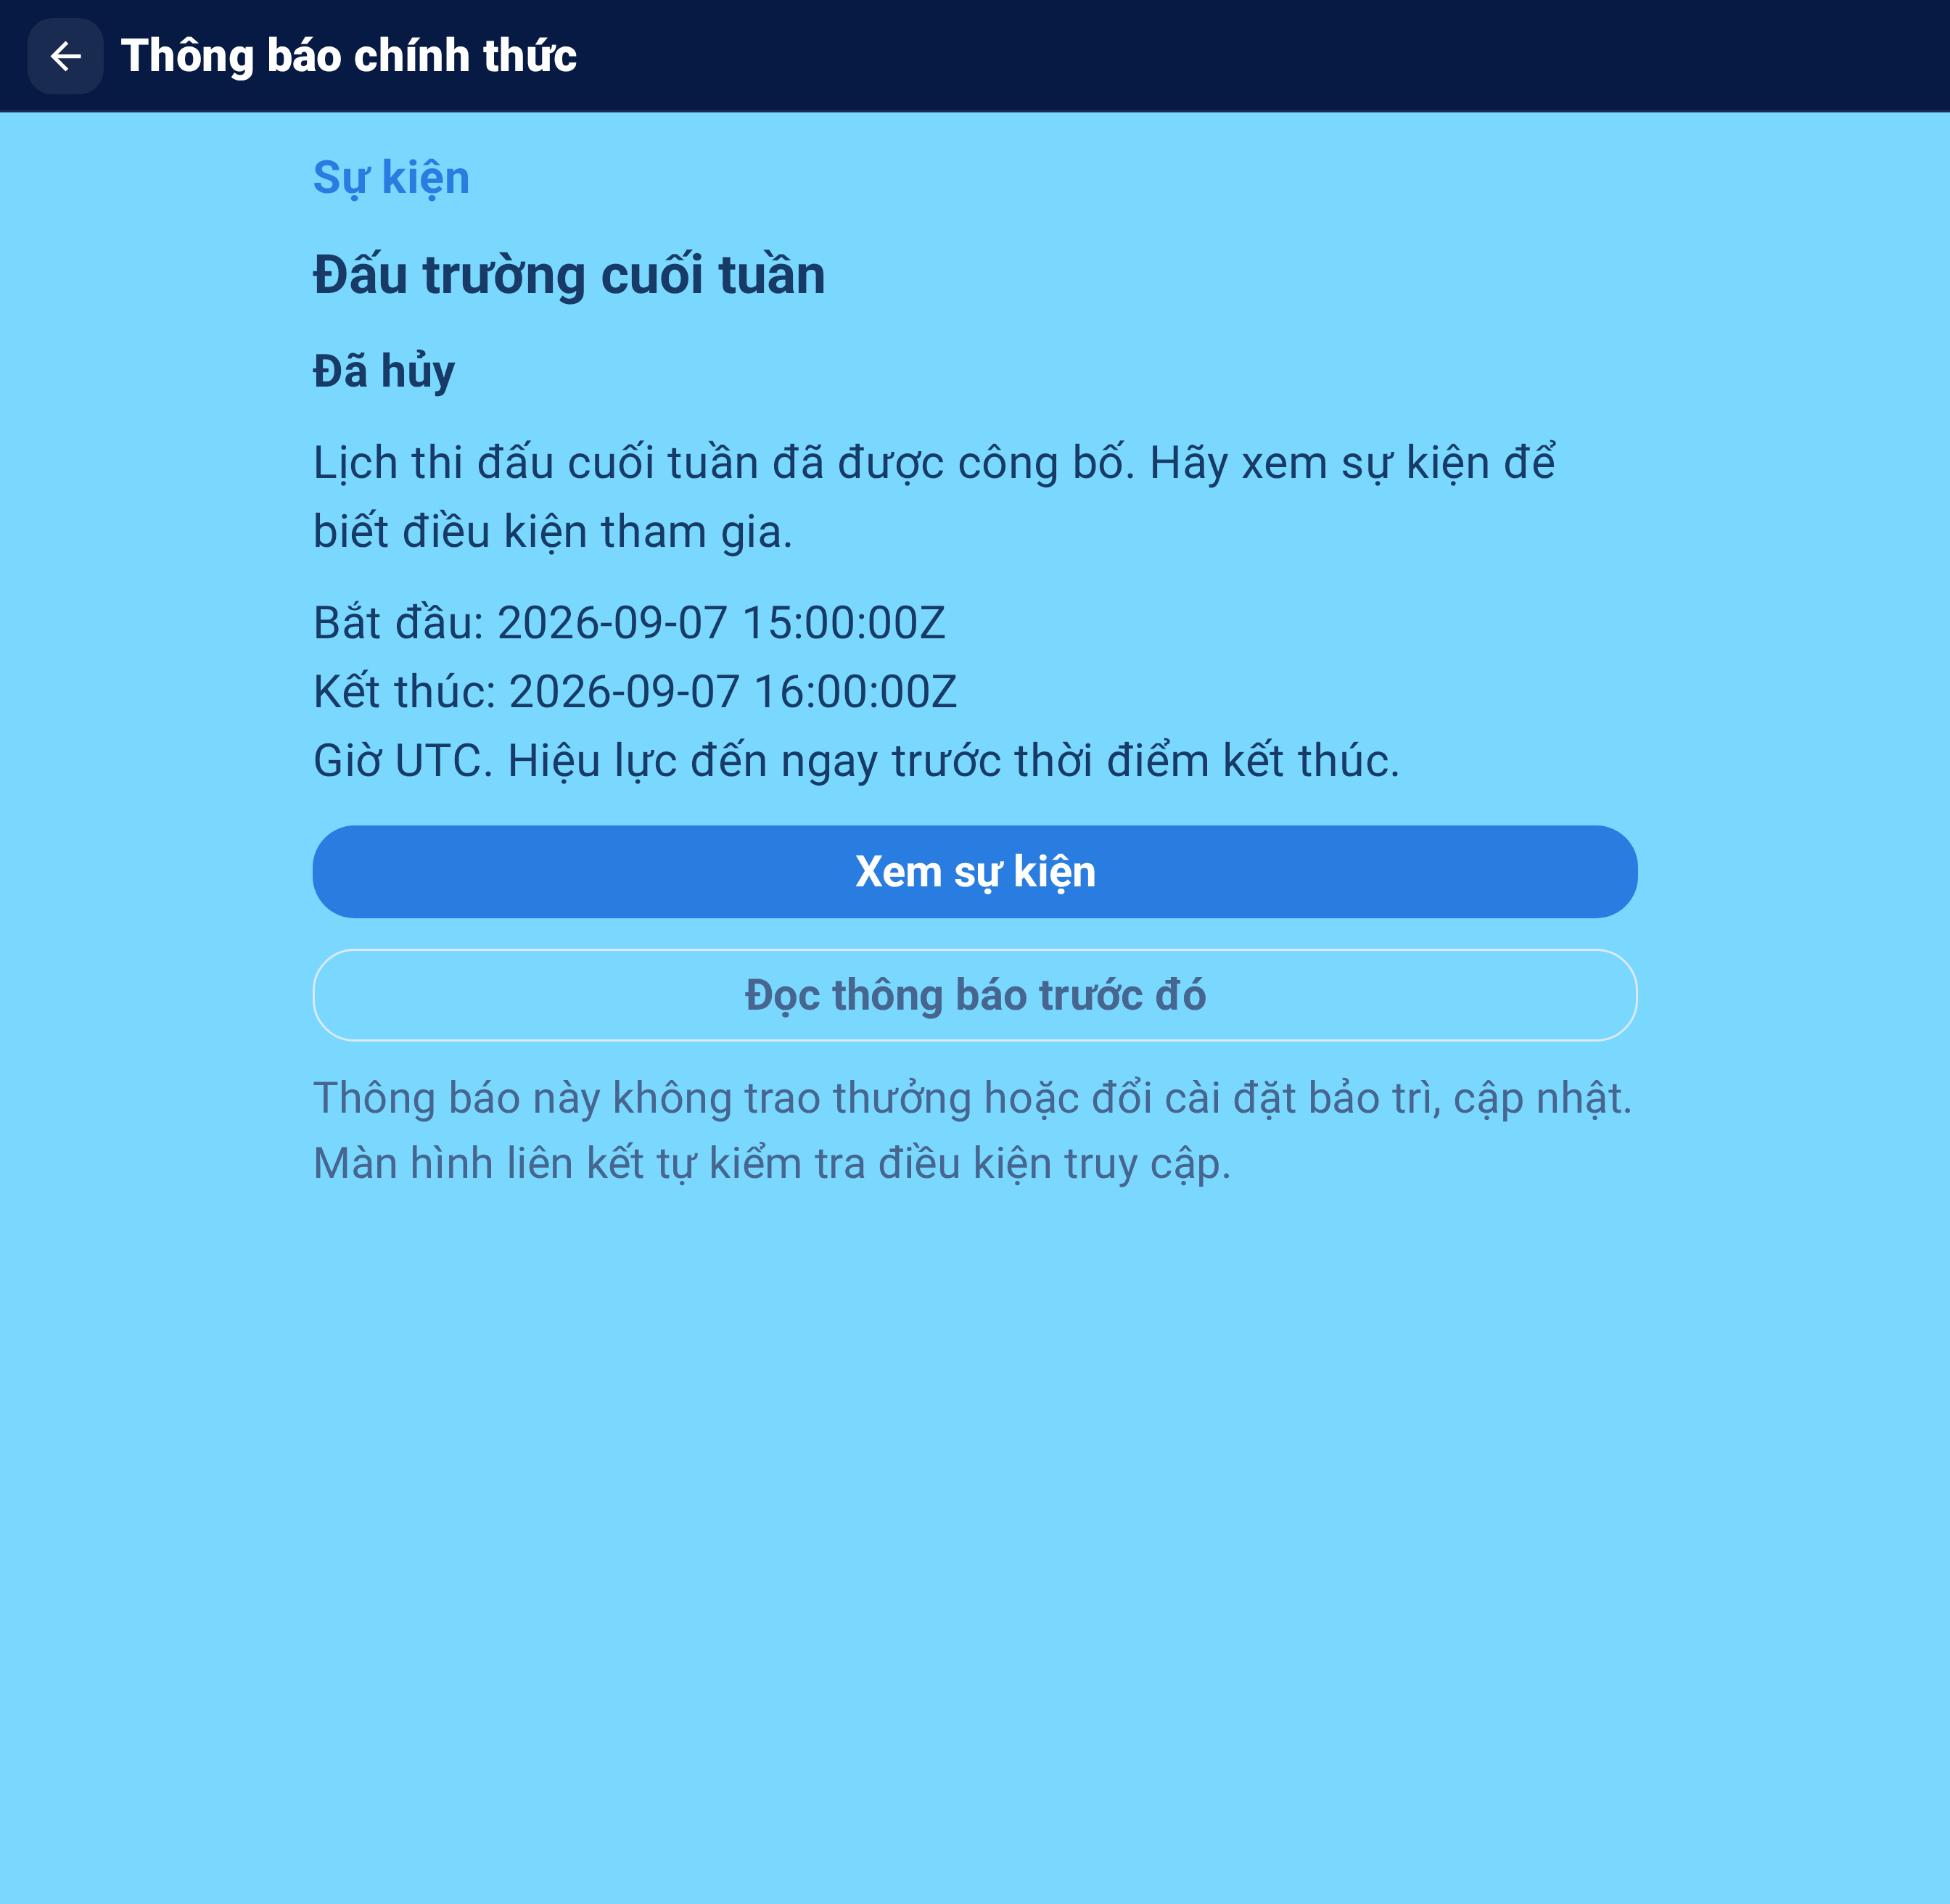 Thông báo chính thức
Sự kiện
Đấu trường cuối tuần
Đã hủy
Lịch thi đấu cuối tuần đã được công bố. Hãy xem sự kiện để
biết điều kiện tham gia.
Bắt đầu: 2026-09-07 15:00:00Z
Kết thúc: 2026-09-07 16:00:00Z
Giờ UTC. Hiệu lực đến ngay trước thời điểm kết thúc.
Xem sự kiện
Đọc thông báo trước đó
Thông báo này không trao thưởng hoặc đổi cài đặt bảo trì, cập nhật.
Màn hình liên kết tự kiểm tra điều kiện truy cập.